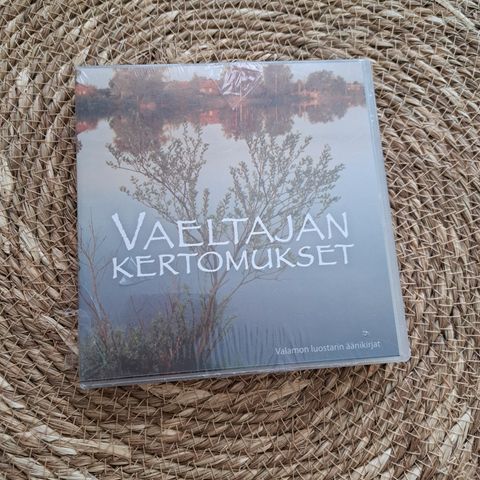 VAELTAJAN
KERTOMUKSET
Valamon luostarin äänikirjat